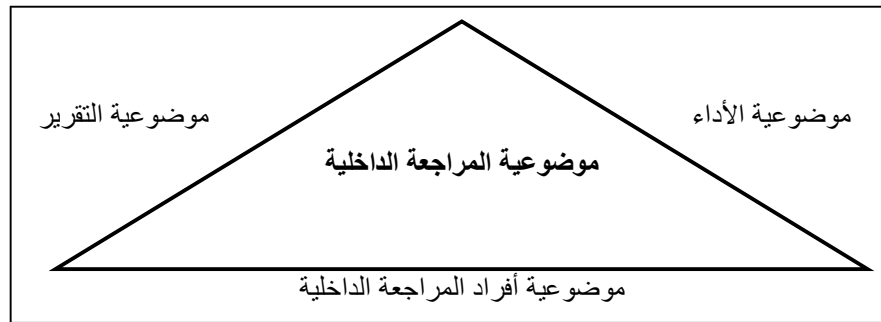 موضوعية الأداء
موضوعية التقرير
موضوعية المراجعة الداخلية
موضوعية أفراد المراجعة الداخلية